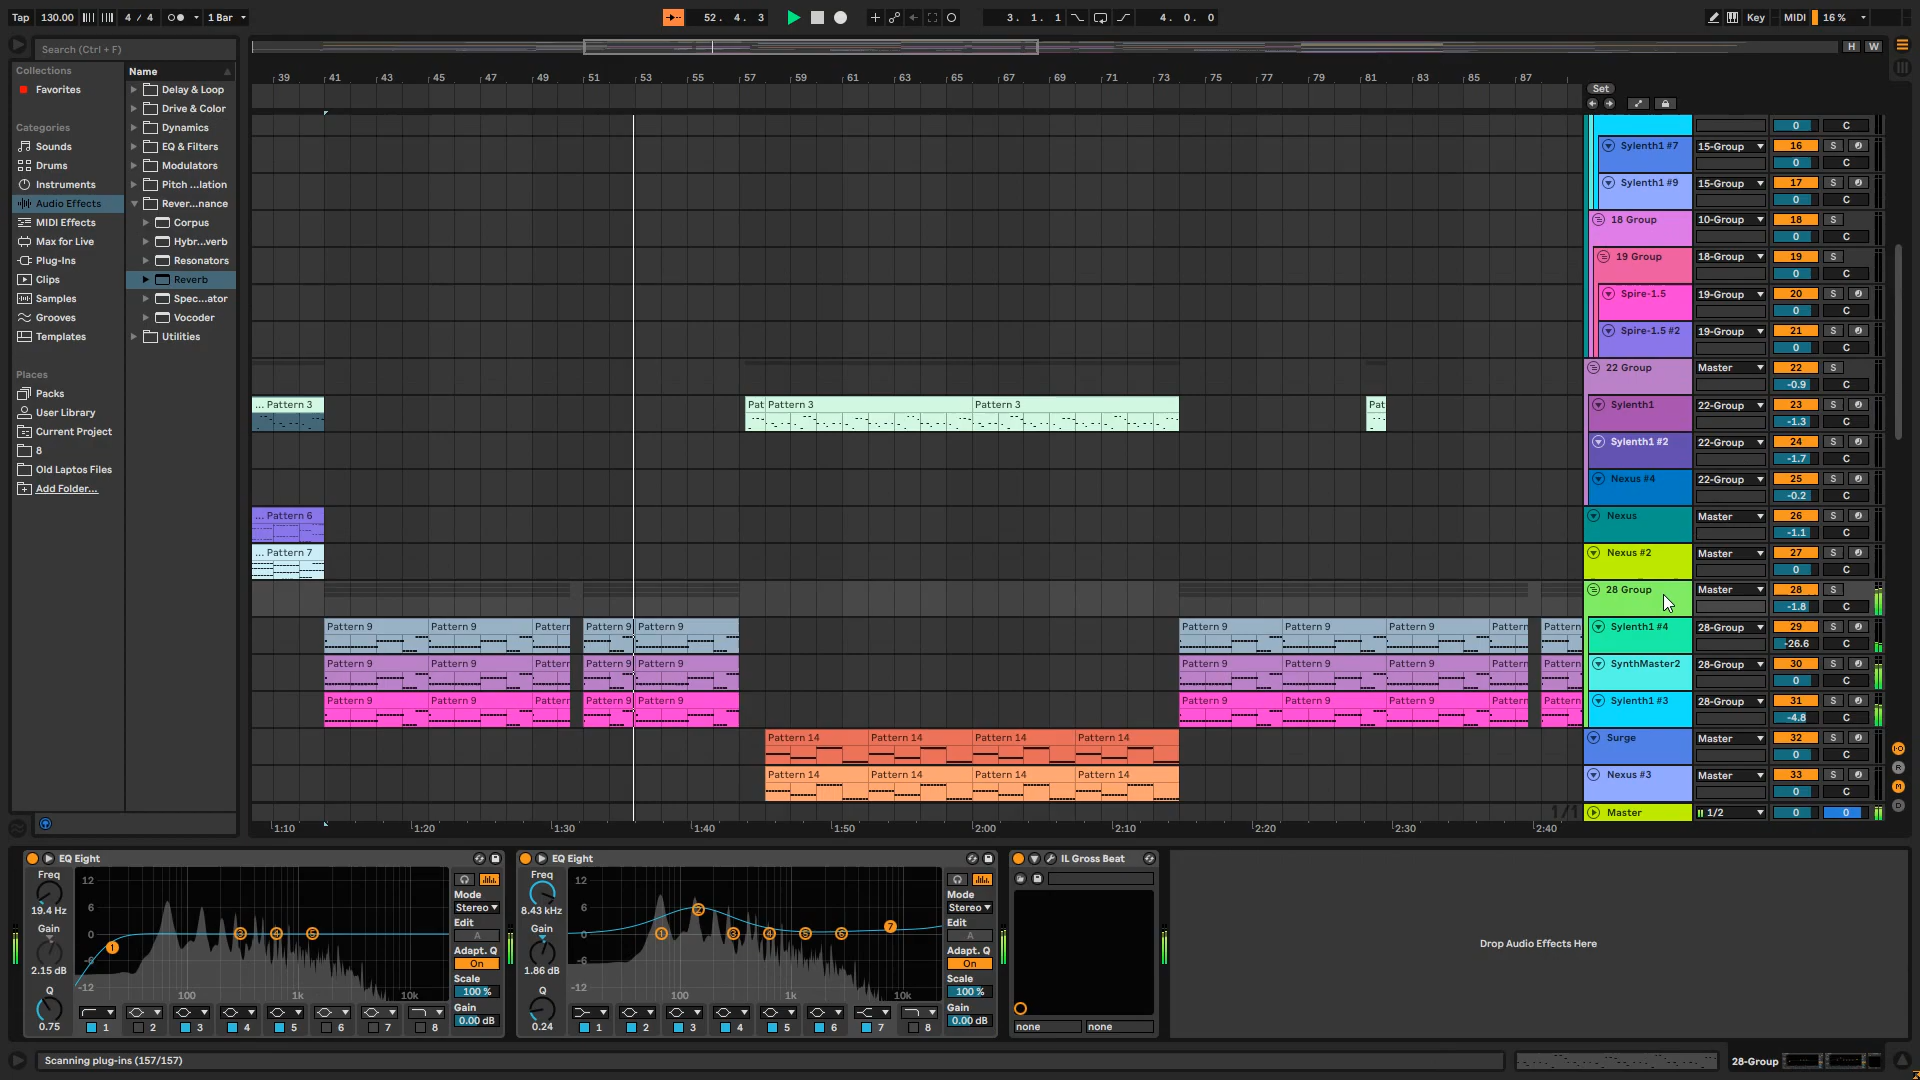 Tap 130.00 4 / 4 1 Bar 52. 4. 3 3. 1. 1 4. 0. 0 Key MIDI 16 %
Search (Ctrl + F)
H W
Collections
Favorites
Categories
Sounds
Drums
Instruments
Audio Effects
MIDI Effects
Max for Live
Plug-Ins
Clips
Samples
Grooves
Templates
Places
Packs
User Library
Current Project
8
Old Laptos Files
Add Folder...
Name
Delay & Loop
Drive & Color
Dynamics
EQ & Filters
Modulators
Pitch ...lation
Rever...nance
Corpus
Hybr...verb
Resonators
Reverb
Spec...ator
Vocoder
Utilities
39 41 43 45 47 49 51 53 55 57 59 61 63 65 67 69 71 73 75 77 79 81 83 85 87
Set
0 C
Sylenth1 #7 15-Group 16 S
0 C
Sylenth1 #9 15-Group 17 S
0 C
18 Group 10-Group 18 S
0 C
19 Group 18-Group 19 S
0 C
Spire-1.5 19-Group 20 S
0 C
Spire-1.5 #2 19-Group 21 S
0 C
22 Group Master 22 S
-0.9 C
... Pattern 3 Pat Pattern 3 Pattern 3 Pat Sylenth1 22-Group 23 S
-1.3 C
Sylenth1 #2 22-Group 24 S
-1.7 C
Nexus #4 22-Group 25 S
-0.2 C
... Pattern 6 Nexus Master 26 S
-1.1 C
... Pattern 7 Nexus #2 Master 27 S
0 C
28 Group Master 28 S
-1.8 C
Pattern 9 Pattern 9 Pattern Pattern 9 Pattern 9 Pattern 9 Pattern 9 Pattern 9 Pattern 9 Pattern Sylenth1 #4 28-Group 29 S
-26.6 C
Pattern 9 Pattern 9 Pattern Pattern 9 Pattern 9 Pattern 9 Pattern 9 Pattern 9 Pattern 9 Pattern SynthMaster2 28-Group 30 S
0 C
Pattern 9 Pattern 9 Pattern Pattern 9 Pattern 9 Pattern 9 Pattern 9 Pattern 9 Pattern 9 Pattern Sylenth1 #3 28-Group 31 S
-4.8 C
Pattern 14 Pattern 14 Pattern 14 Pattern 14 Surge Master 32 S
0 C
Pattern 14 Pattern 14 Pattern 14 Pattern 14 Nexus #3 Master 33 S
0 C
1/1 Master 1/2 0 0
1:10 1:20 1:30 1:40 1:50 2:00 2:10 2:20 2:30 2:40
I·O
R
M
D
EQ Eight
Freq
19.4 Hz
Gain
2.15 dB
Q
0.75
12
6
0
-6
-12
100 1k 10k
1 3 4 5
1 2 3 4 5 6 7 8
Mode
Stereo
Edit
A
Adapt. Q
On
Scale
100 %
Gain
0.00 dB
EQ Eight
Freq
8.43 kHz
Gain
1.86 dB
Q
0.24
12
6
0
-6
-12
100 1k 10k
1 2 3 4 5 6 7
1 2 3 4 5 6 7 8
Mode
Stereo
Edit
A
Adapt. Q
On
Scale
100 %
Gain
0.00 dB
IL Gross Beat
none none
Drop Audio Effects Here
Scanning plug-ins (157/157)
28-Group